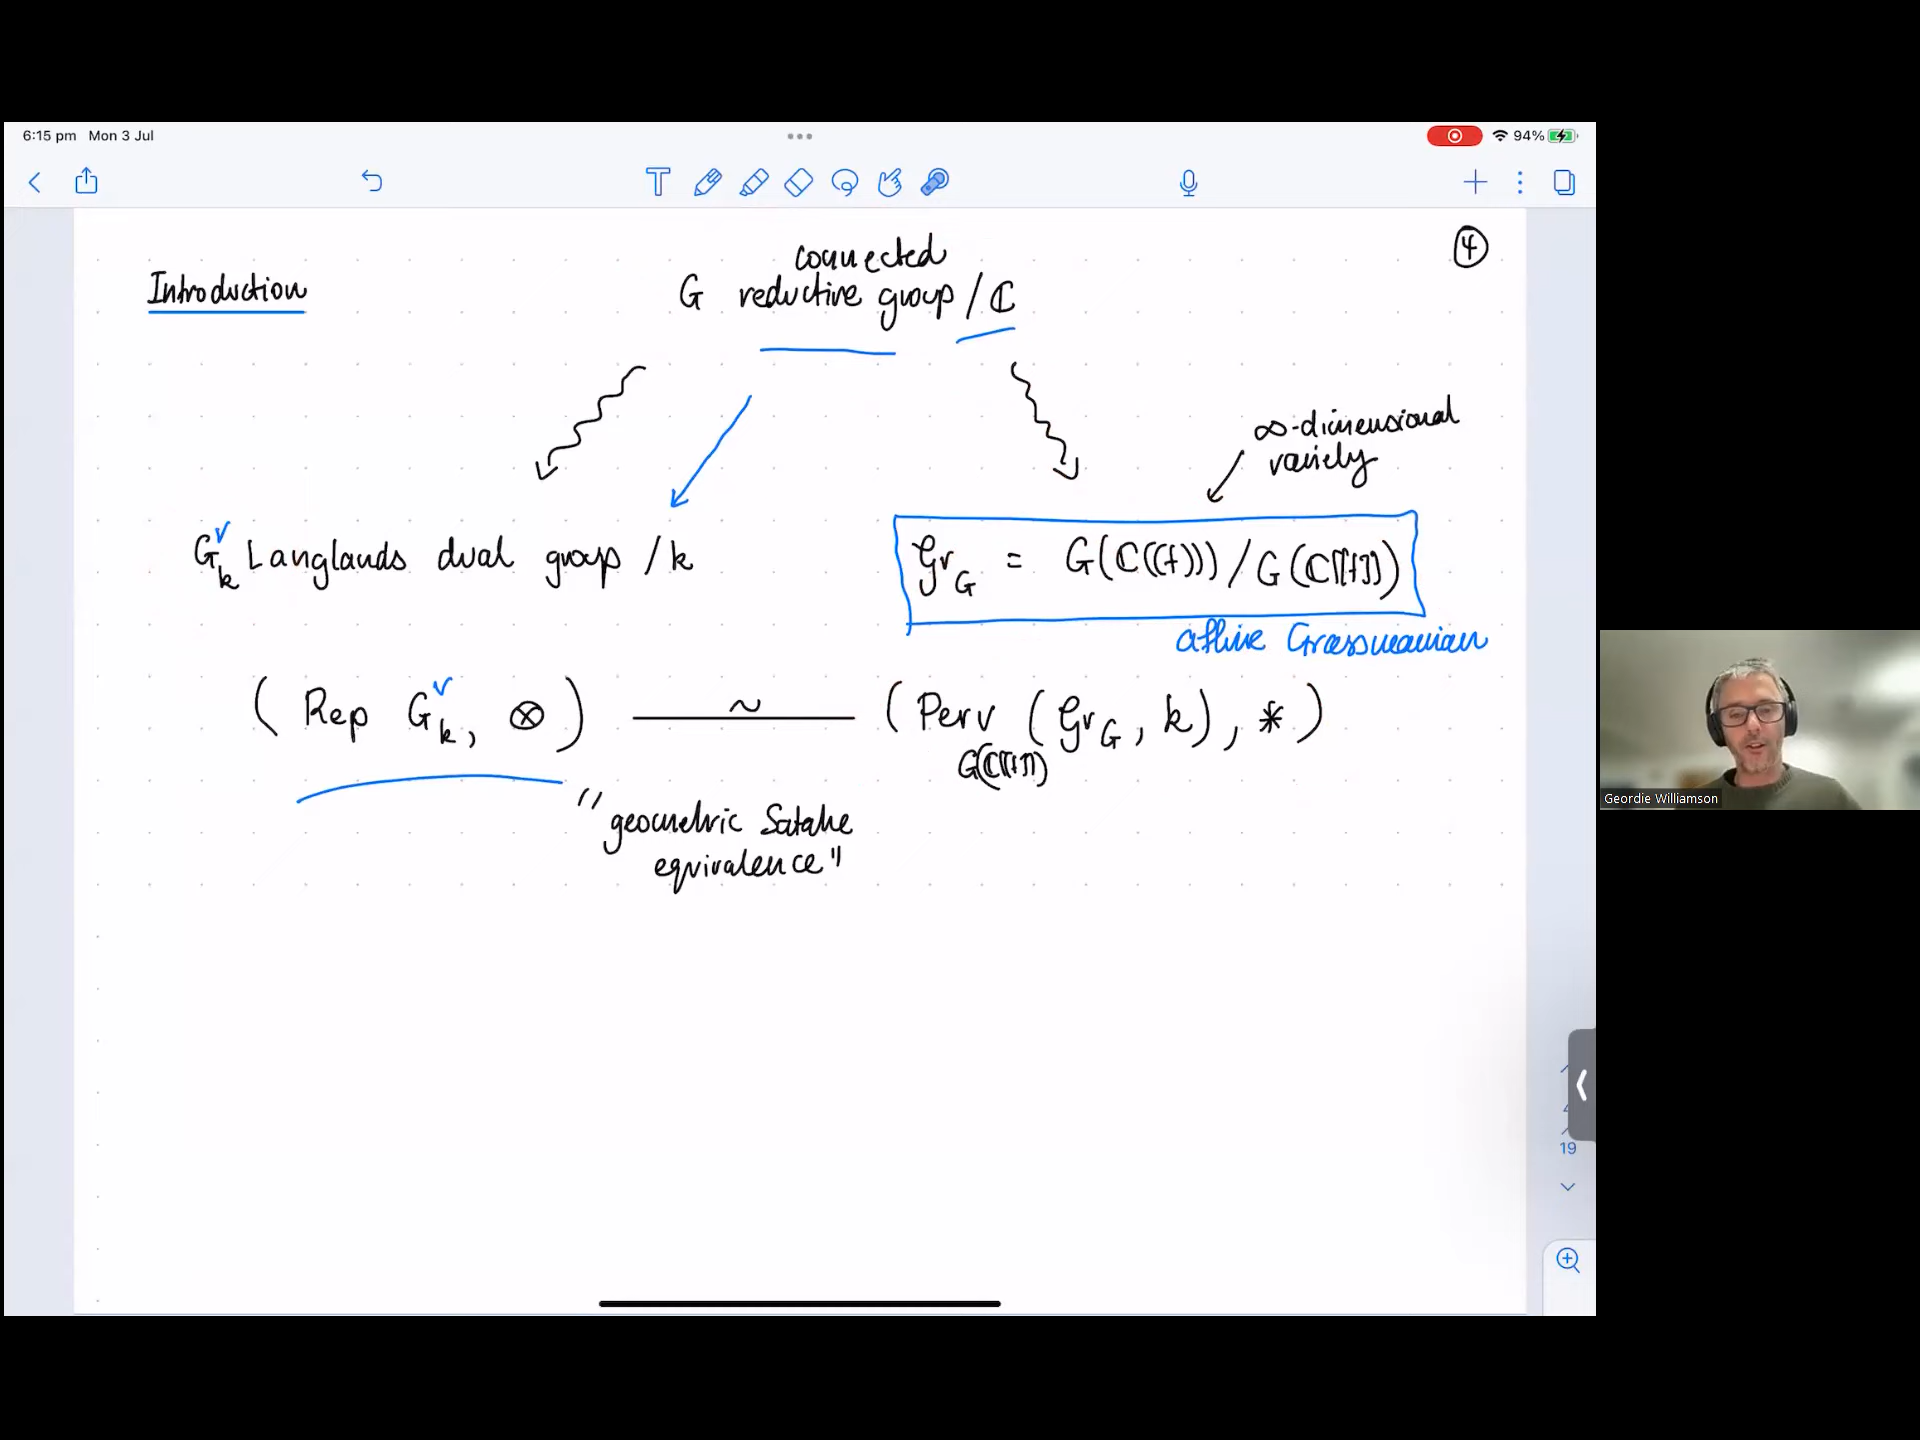 6:15 pm Mon 3 Jul
94%
T
④
Introduction
connected
G reductive group / ℂ
∞-dimensional
variety
G^∨_k Langlands dual group / k
Gr_G = G(ℂ((t))) / G(ℂ[[t]])
affine Grassmannian
( Rep G^∨_k, ⊗ ) ~ ( Perv_{G(ℂ[[t]])} ( Gr_G , k ) , * )
"geometric Satake
equivalence"
Geordie Williamson
19